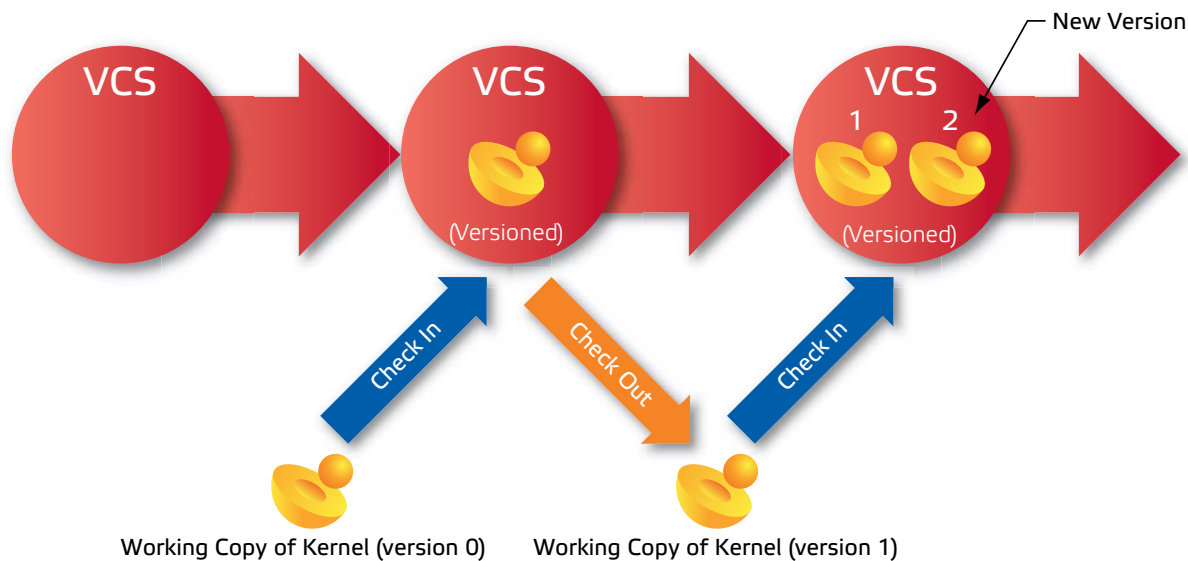 New Version
VCS
VCS
VCS
1 2
(Versioned)
(Versioned)
Check In
Check Out
Check In
Working Copy of Kernel (version 0)
Working Copy of Kernel (version 1)